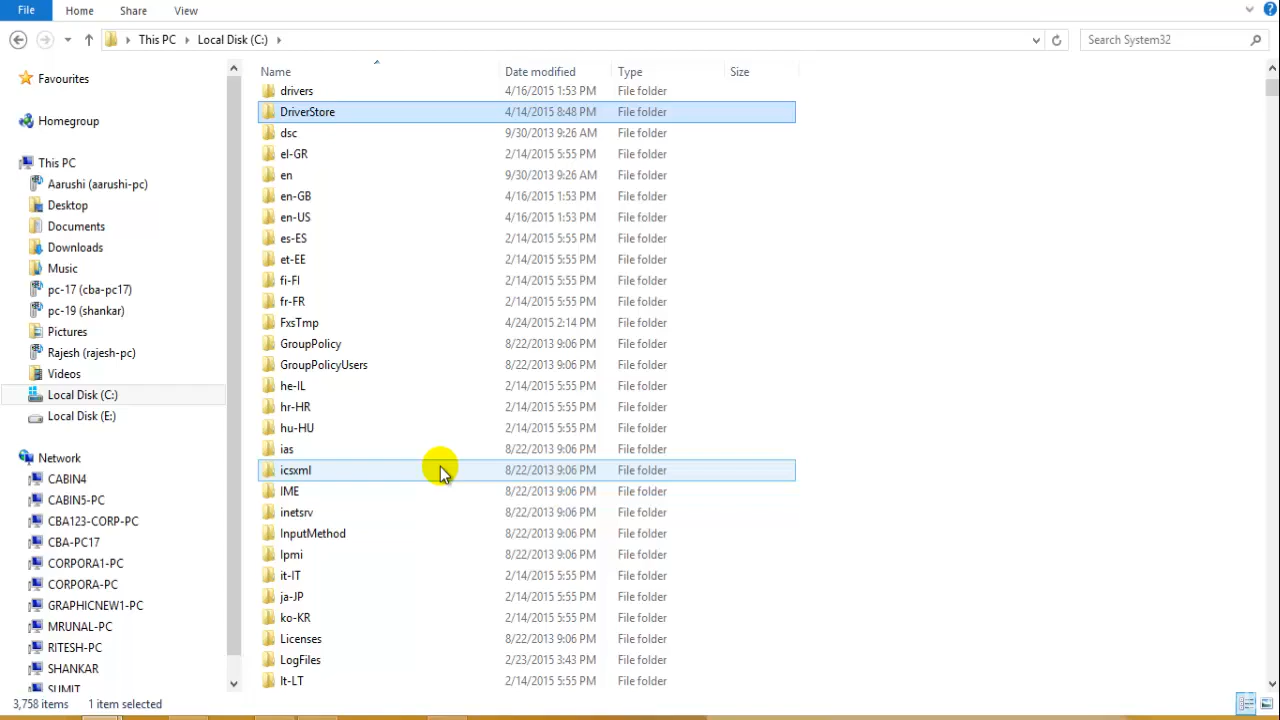 File Home Share View
This PC Local Disk (C:) Search System32
Name Date modified Type Size
Favourites
Homegroup
This PC
Aarushi (aarushi-pc)
Desktop
Documents
Downloads
Music
pc-17 (cba-pc17)
pc-19 (shankar)
Pictures
Rajesh (rajesh-pc)
Videos
Local Disk (C:)
Local Disk (E:)
Network
CABIN4
CABIN5-PC
CBA123-CORP-PC
CBA-PC17
CORPORA1-PC
CORPORA-PC
GRAPHICNEW1-PC
MRUNAL-PC
RITESH-PC
SHANKAR
SUMIT
drivers 4/16/2015 1:53 PM File folder
DriverStore 4/14/2015 8:48 PM File folder
dsc 9/30/2013 9:26 AM File folder
el-GR 2/14/2015 5:55 PM File folder
en 9/30/2013 9:26 AM File folder
en-GB 4/16/2015 1:53 PM File folder
en-US 4/16/2015 1:53 PM File folder
es-ES 2/14/2015 5:55 PM File folder
et-EE 2/14/2015 5:55 PM File folder
fi-FI 2/14/2015 5:55 PM File folder
fr-FR 2/14/2015 5:55 PM File folder
FxsTmp 4/24/2015 2:14 PM File folder
GroupPolicy 8/22/2013 9:06 PM File folder
GroupPolicyUsers 8/22/2013 9:06 PM File folder
he-IL 2/14/2015 5:55 PM File folder
hr-HR 2/14/2015 5:55 PM File folder
hu-HU 2/14/2015 5:55 PM File folder
ias 8/22/2013 9:06 PM File folder
icsxml 8/22/2013 9:06 PM File folder
IME 8/22/2013 9:06 PM File folder
inetsrv 8/22/2013 9:06 PM File folder
InputMethod 8/22/2013 9:06 PM File folder
Ipmi 8/22/2013 9:06 PM File folder
it-IT 2/14/2015 5:55 PM File folder
ja-JP 2/14/2015 5:55 PM File folder
ko-KR 2/14/2015 5:55 PM File folder
Licenses 8/22/2013 9:06 PM File folder
LogFiles 2/23/2015 3:43 PM File folder
lt-LT 2/14/2015 5:55 PM File folder
3,758 items 1 item selected